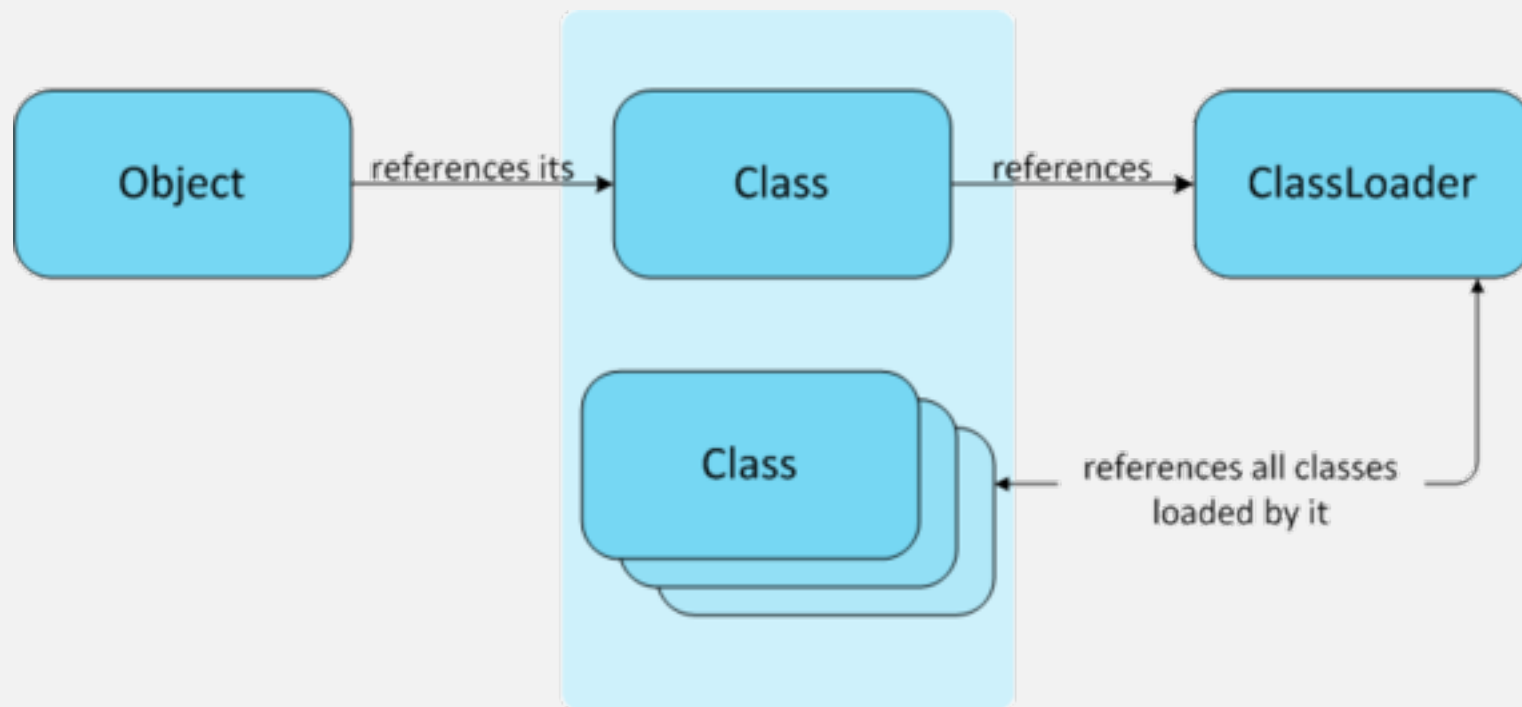 Object
references its
Class
references
ClassLoader
Class
references all classes
loaded by it